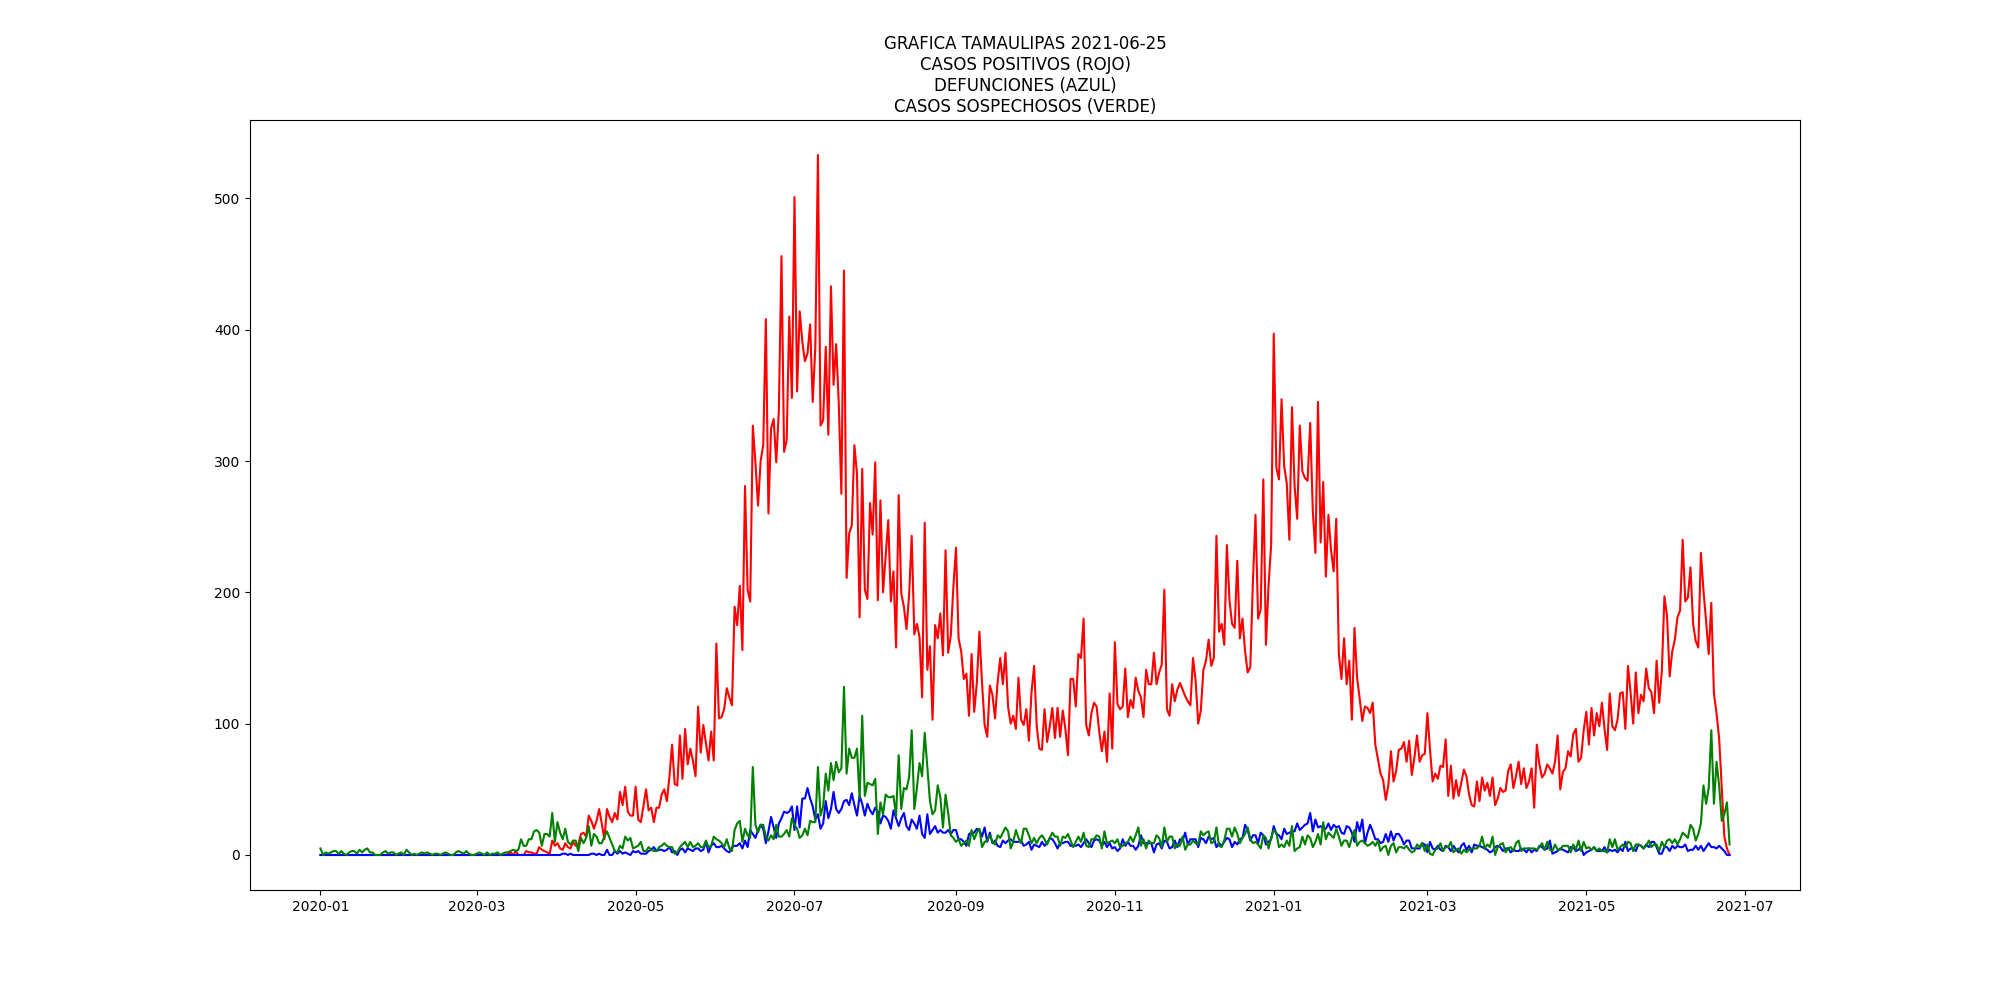 GRAFICA TAMAULIPAS 2021-06-25
CASOS POSITIVOS (ROJO)
DEFUNCIONES (AZUL)
CASOS SOSPECHOSOS (VERDE)
500
400
300
200
100
0
2020-01 2020-03 2020-05 2020-07 2020-09 2020-11 2021-01 2021-03 2021-05 2021-07